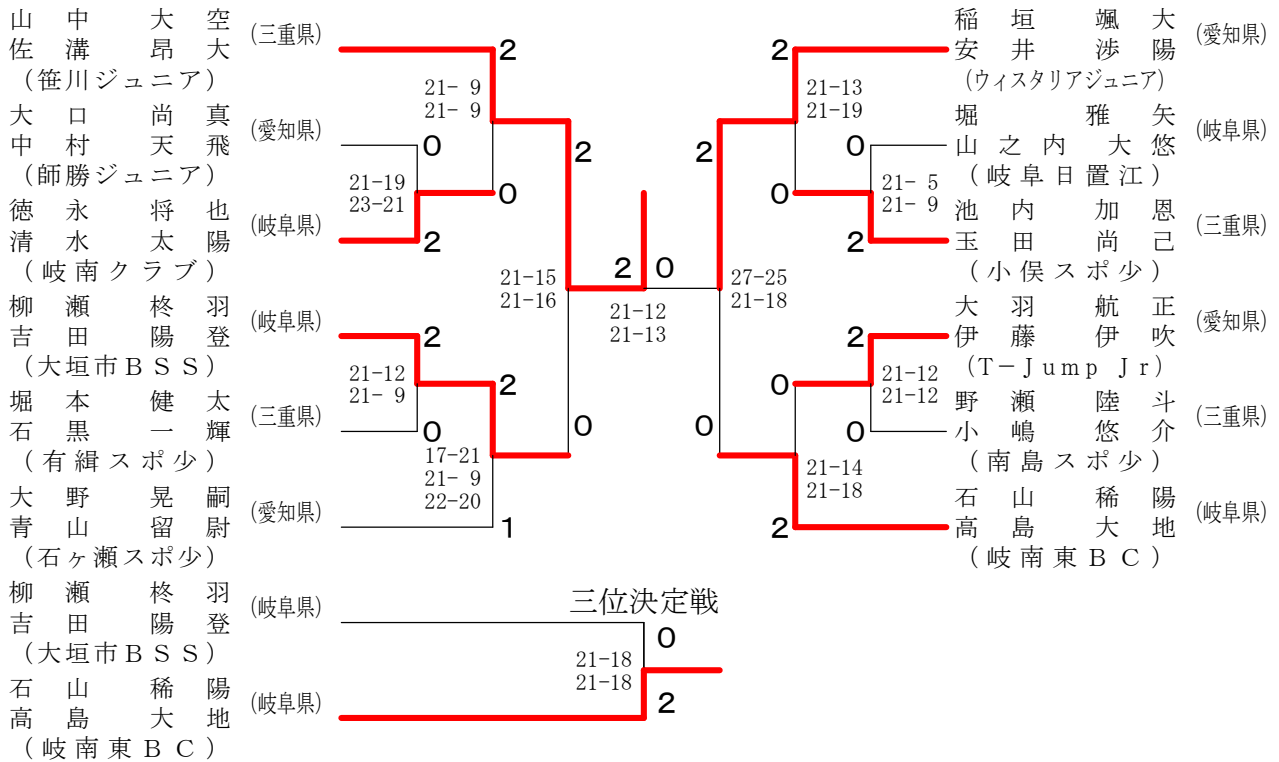 山中 大空
佐溝 昂大
(三重県)
(笹川ジュニア)
大口 尚真
中村 天飛
(愛知県)
(師勝ジュニア)
徳永 将也
清水 太陽
(岐阜県)
(岐南クラブ)
柳瀬 柊羽
吉田 陽登
(岐阜県)
(大垣市BSS)
堀本 健太
石黒 一輝
(三重県)
(有緝スポ少)
大野 晃嗣
青山 留尉
(愛知県)
(石ヶ瀬スポ少)
2
21- 9
21- 9
0
0
21-19
23-21
2
2
21-12
21- 9
0
2
17-21
21- 9
22-20
1
2
21-15
21-16
0
2 0
21-12
21-13
2
27-25
21-18
0
2
21-13
21-19
0
0
21- 5
21- 9
2
2
21-12
21-12
0
0
21-14
21-18
2
稲垣 颯大
安井 渉陽
(愛知県)
(ウィスタリアジュニア)
堀 雅矢
山之内 大悠
(岐阜県)
(岐阜日置江)
池内 加恩
玉田 尚己
(三重県)
(小俣スポ少)
大羽 航正
伊藤 伊吹
(愛知県)
(T-Jump Jr)
野瀬 陸斗
小嶋 悠介
(三重県)
(南島スポ少)
石山 稀陽
高島 大地
(岐阜県)
(岐南東BC)
三位決定戦
柳瀬 柊羽
吉田 陽登
(岐阜県)
(大垣市BSS)
石山 稀陽
高島 大地
(岐阜県)
(岐南東BC)
0
21-18
21-18
2